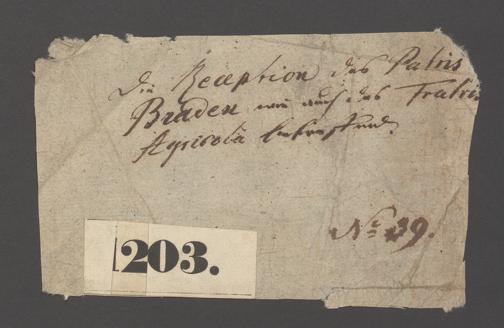 Die Reception des Patris
Braden wie auch des Fratris
Agricola betreffend.
No 39.
1203.